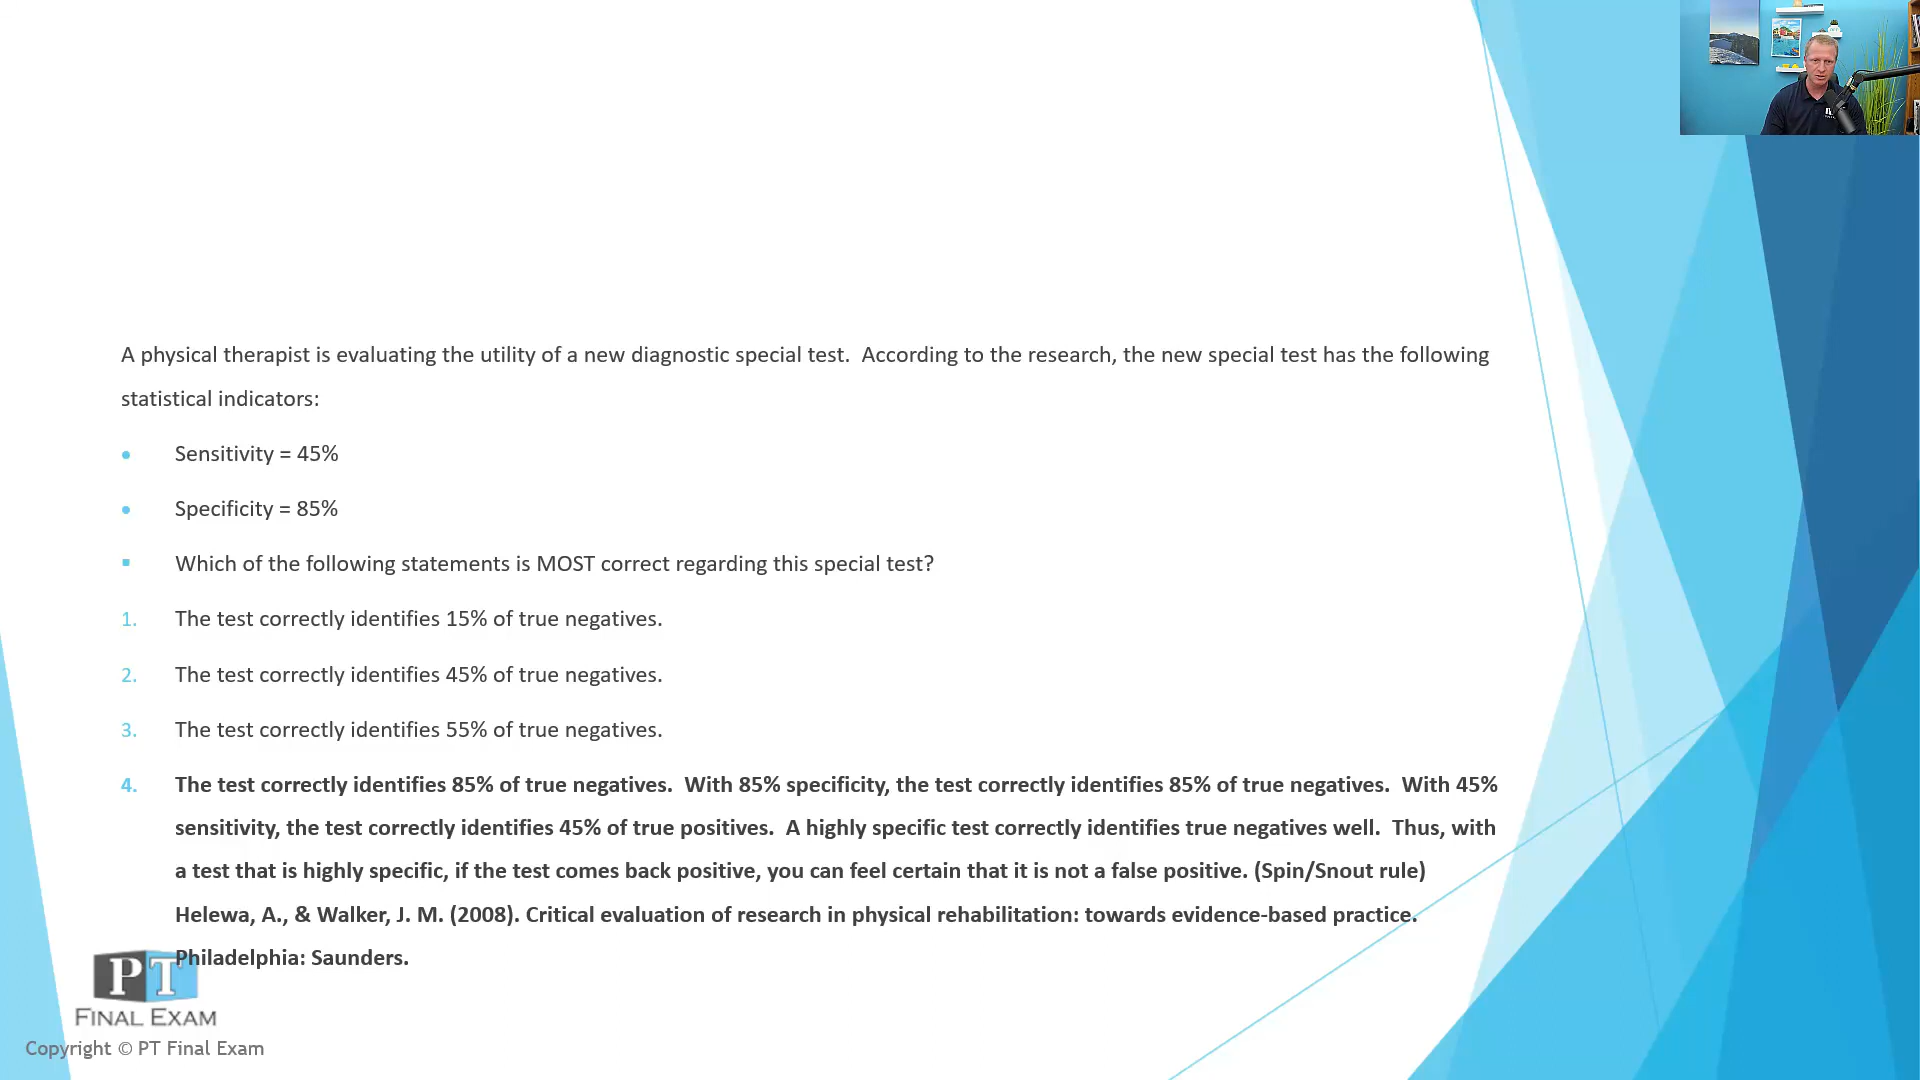 A physical therapist is evaluating the utility of a new diagnostic special test.  According to the research, the new special test has the following
statistical indicators:
• Sensitivity = 45%
• Specificity = 85%
▪ Which of the following statements is MOST correct regarding this special test?
1. The test correctly identifies 15% of true negatives.
2. The test correctly identifies 45% of true negatives.
3. The test correctly identifies 55% of true negatives.
4. The test correctly identifies 85% of true negatives.  With 85% specificity, the test correctly identifies 85% of true negatives.  With 45%
sensitivity, the test correctly identifies 45% of true positives.  A highly specific test correctly identifies true negatives well.  Thus, with
a test that is highly specific, if the test comes back positive, you can feel certain that it is not a false positive. (Spin/Snout rule)
Helewa, A., & Walker, J. M. (2008). Critical evaluation of research in physical rehabilitation: towards evidence-based practice.
Philadelphia: Saunders.
PT
FINAL EXAM
Copyright © PT Final Exam